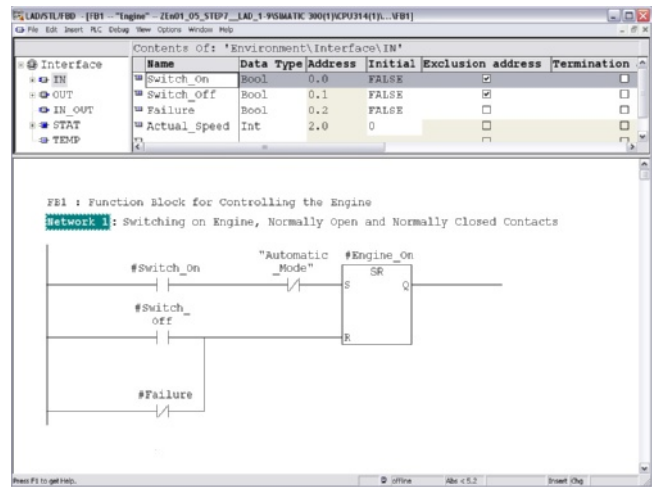 LAD/STL/FBD - [FB1 -- "Engine" -- ZEn01_05_STEP7__LAD_1-9\SIMATIC 300(1)\CPU314(1)\...\FB1]
File Edit Insert PLC Debug View Options Window Help
Contents Of: 'Environment\Interface\IN'
Interface
IN
OUT
IN_OUT
STAT
TEMP
Name Data Type Address Initial Exclusion address Termination
Switch_On Bool 0.0 FALSE
Switch_Off Bool 0.1 FALSE
Failure Bool 0.2 FALSE
Actual_Speed Int 2.0 0
FB1 : Function Block for Controlling the Engine
Network 1: Switching on Engine, Normally Open and Normally Closed Contacts
#Switch_On
"Automatic
_Mode"
#Engine_On
SR
S Q
#Switch_
Off
R
#Failure
Press F1 to get Help.
offline Abs < 5.2 Insert Chg